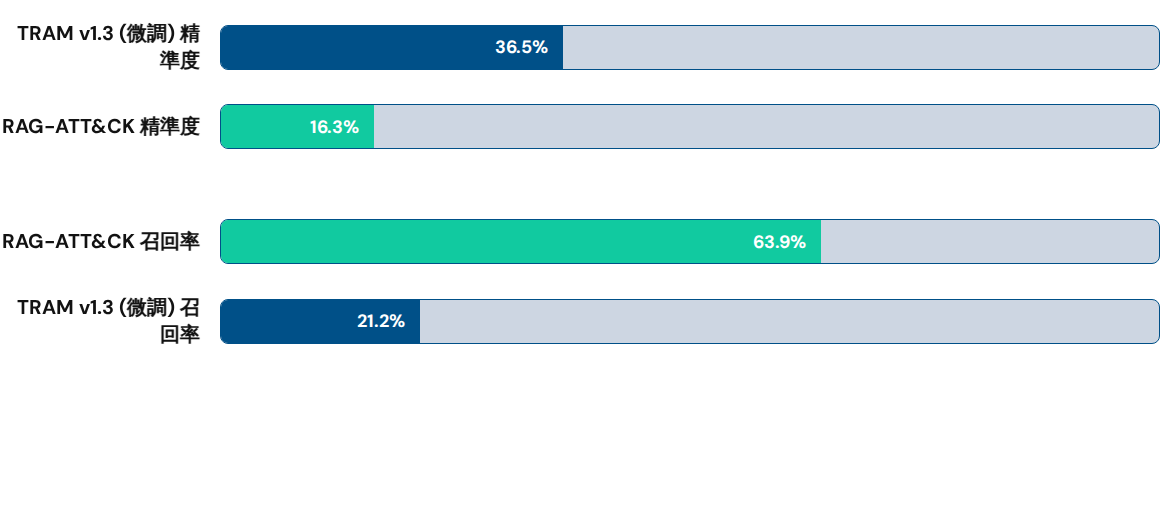 TRAM v1.3 (微調) 精
準度
36.5%
RAG-ATT&CK 精準度
16.3%
RAG-ATT&CK 召回率
63.9%
TRAM v1.3 (微調) 召
回率
21.2%